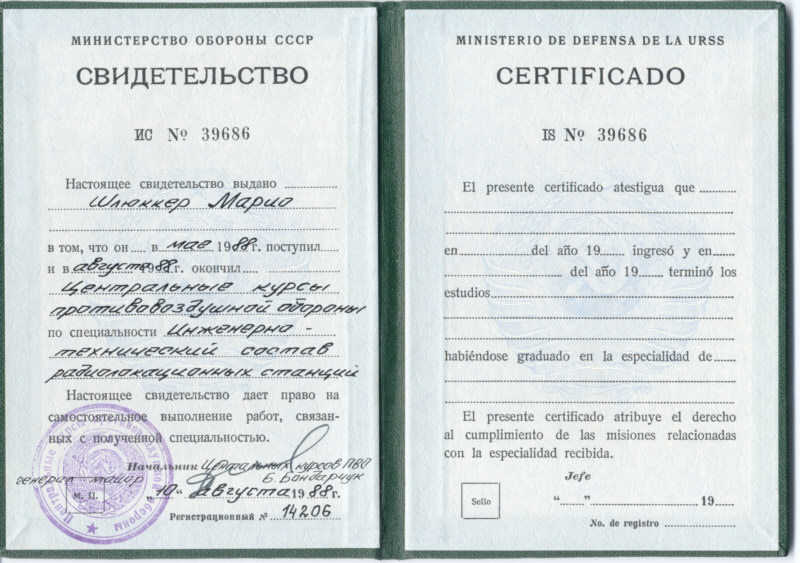 МИНИСТЕРСТВО ОБОРОНЫ СССР
СВИДЕТЕЛЬСТВО
ИС № 39686
Настоящее свидетельство выдано
Шлюккер Марио
в том, что он в мае 1988г. поступил
и в августа 1988г. окончил
Центральные курсы
противовоздушной обороны
по специальности Инженерно-
технический состав
радиолокационных станций
Настоящее свидетельство дает право на
самостоятельное выполнение работ, связан-
ных с полученной специальностью.
Начальник Центральных курсов ПВО
генерал майор Б. Бондарчук
М. П. „10" августа 1988г.
Регистрационный № 14206
MINISTERIO DE DEFENSA DE LA URSS
CERTIFICADO
IS № 39686
El presente certificado atestigua que
en del año 19 ingresó y en
del año 19 terminó los
estudios
habiéndose graduado en la especialidad de
El presente certificado atribuye el derecho
al cumplimiento de las misiones relacionadas
con la especialidad recibida.
Jefe
Sello “ ” 19
No. de registro